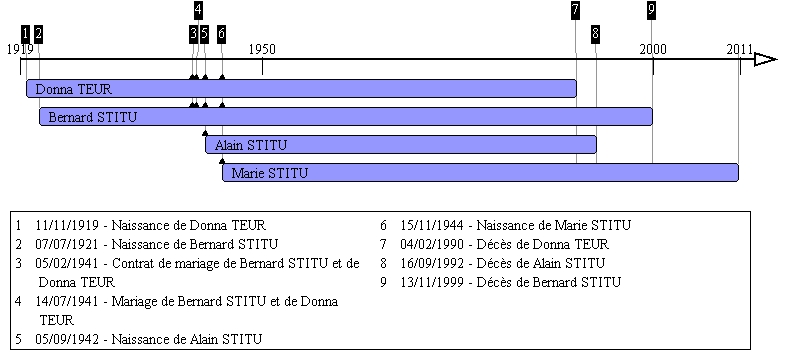 4 7 9
1 2 3 5 6 8
1919 1950 2000 2011
Donna TEUR
Bernard STITU
Alain STITU
Marie STITU
1 11/11/1919 - Naissance de Donna TEUR
2 07/07/1921 - Naissance de Bernard STITU
3 05/02/1941 - Contrat de mariage de Bernard STITU et de
Donna TEUR
4 14/07/1941 - Mariage de Bernard STITU et de Donna
TEUR
5 05/09/1942 - Naissance de Alain STITU
6 15/11/1944 - Naissance de Marie STITU
7 04/02/1990 - Décès de Donna TEUR
8 16/09/1992 - Décès de Alain STITU
9 13/11/1999 - Décès de Bernard STITU